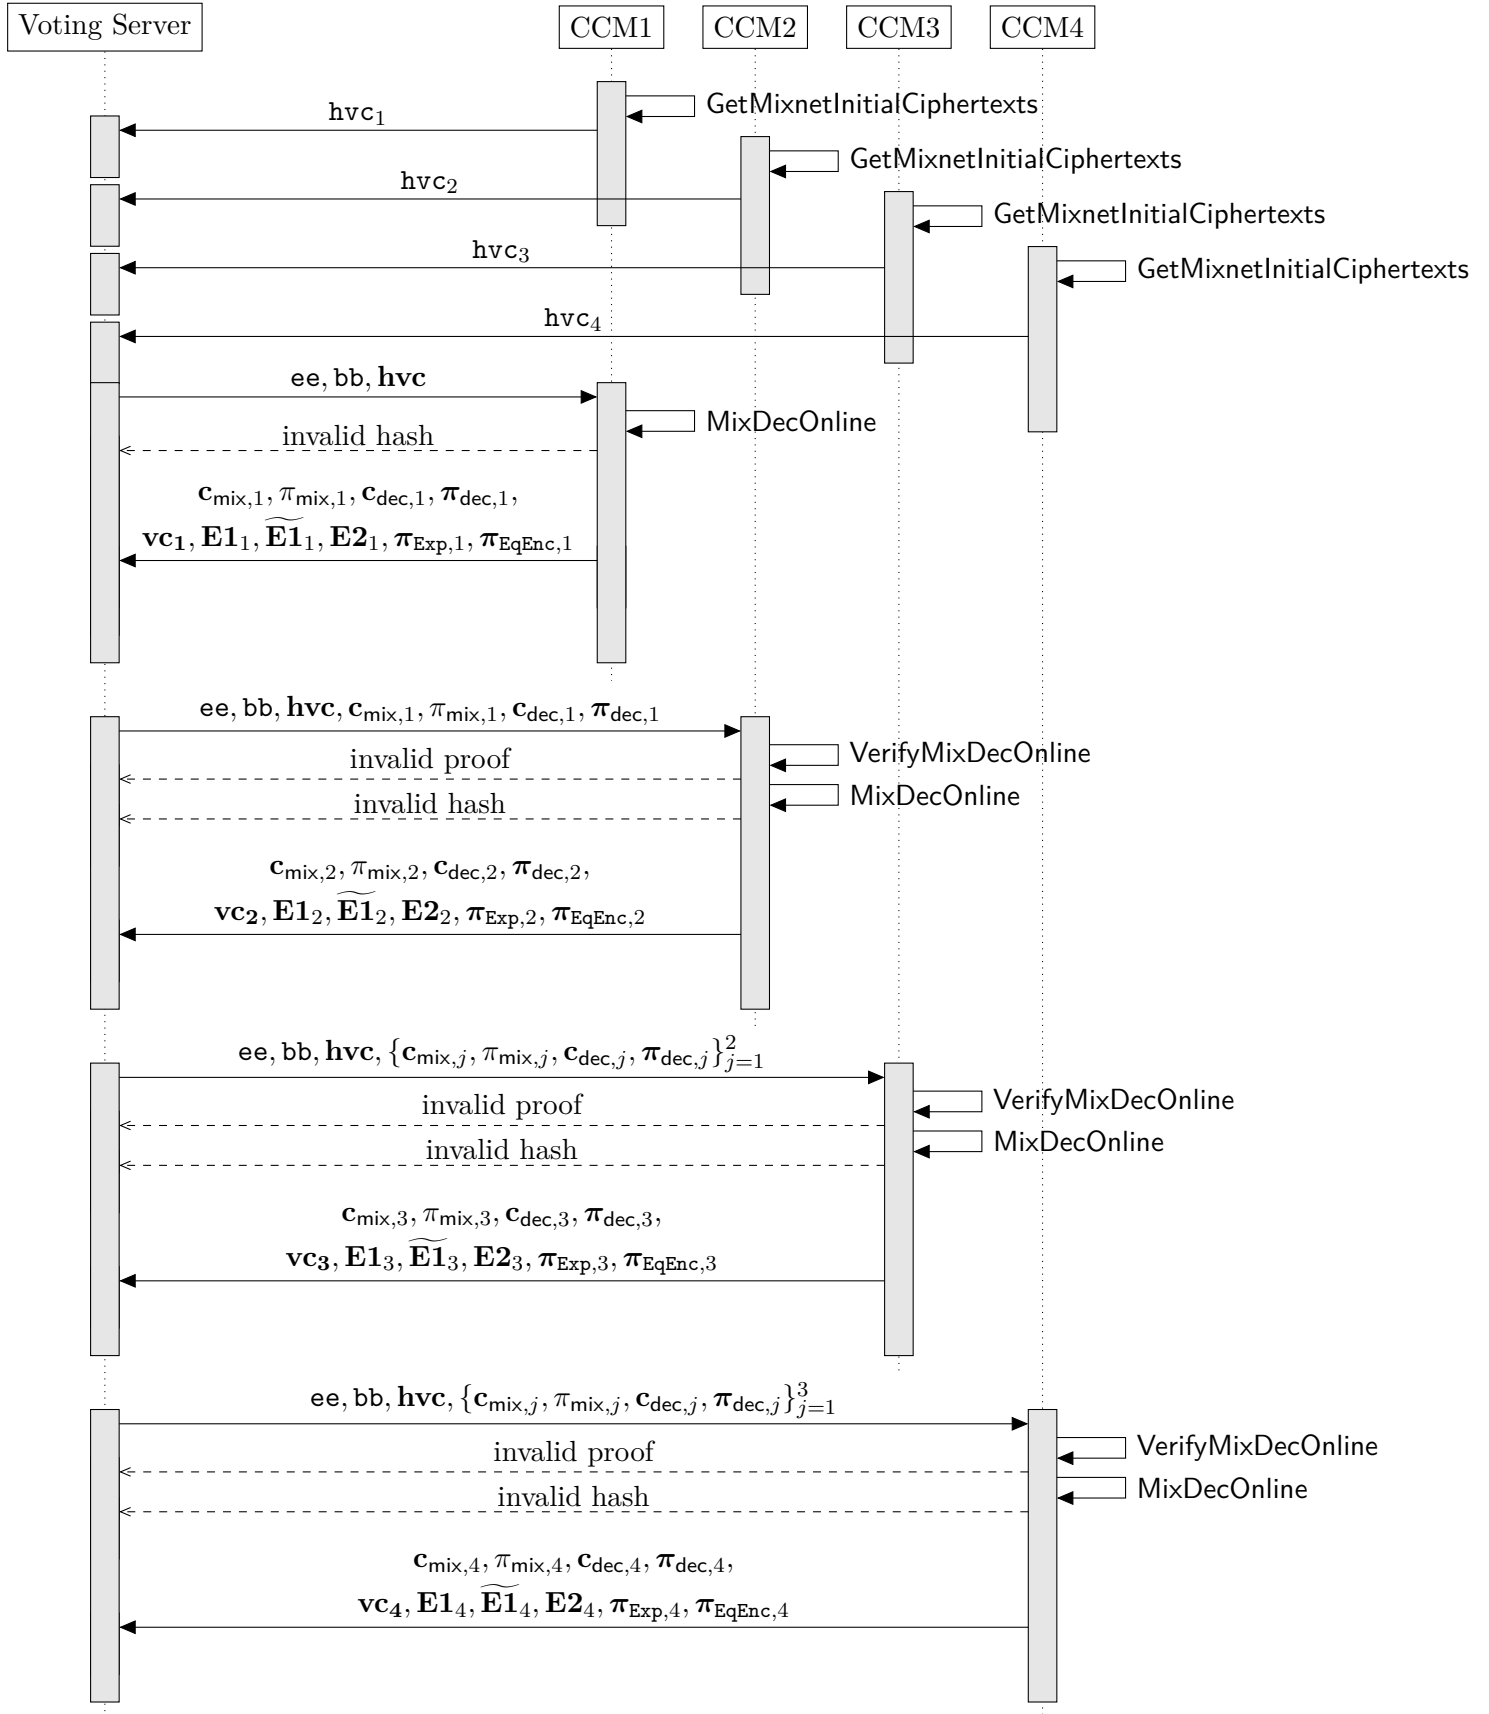 Voting Server CCM1 CCM2 CCM3 CCM4
GetMixnetInitialCiphertexts
hvc₁
GetMixnetInitialCiphertexts
hvc₂
GetMixnetInitialCiphertexts
hvc₃
GetMixnetInitialCiphertexts
hvc₄
ee, bb, hvc
MixDecOnline
invalid hash
c_mix,1, π_mix,1, c_dec,1, π_dec,1,
vc₁, E1₁, Ẽ1₁, E2₁, π_Exp,1, π_EqEnc,1
ee, bb, hvc, c_mix,1, π_mix,1, c_dec,1, π_dec,1
VerifyMixDecOnline
invalid proof
MixDecOnline
invalid hash
c_mix,2, π_mix,2, c_dec,2, π_dec,2,
vc₂, E1₂, Ẽ1₂, E2₂, π_Exp,2, π_EqEnc,2
ee, bb, hvc, {c_mix,j, π_mix,j, c_dec,j, π_dec,j}²_j=1
VerifyMixDecOnline
invalid proof
MixDecOnline
invalid hash
c_mix,3, π_mix,3, c_dec,3, π_dec,3,
vc₃, E1₃, Ẽ1₃, E2₃, π_Exp,3, π_EqEnc,3
ee, bb, hvc, {c_mix,j, π_mix,j, c_dec,j, π_dec,j}³_j=1
VerifyMixDecOnline
invalid proof
MixDecOnline
invalid hash
c_mix,4, π_mix,4, c_dec,4, π_dec,4,
vc₄, E1₄, Ẽ1₄, E2₄, π_Exp,4, π_EqEnc,4